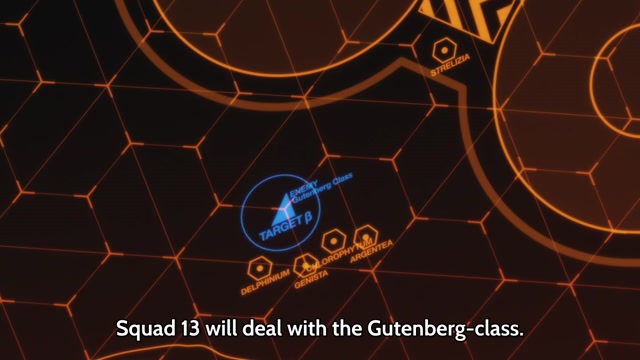 STRELIZIA
ENEMY
Gutenberg Class
TARGET β
DELPHINIUM
GENISTA
CHLOROPHYTUM
ARGENTEA
Squad 13 will deal with the Gutenberg-class.